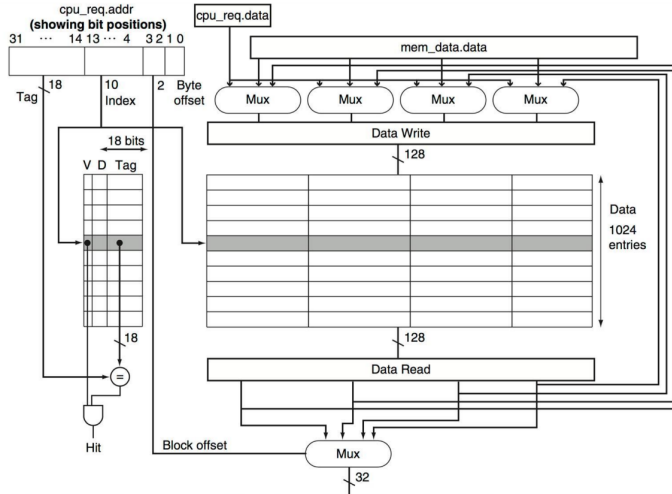 cpu_req.addr
(showing bit positions)
31 ··· 14 13 ··· 4 3 2 1 0
18
Tag
10
Index
2
Byte
offset
cpu_req.data
mem_data.data
Mux
Mux
Mux
Mux
Data Write
128
18 bits
V D Tag
Data
1024
entries
18
=
Hit
128
Data Read
Block offset
Mux
32